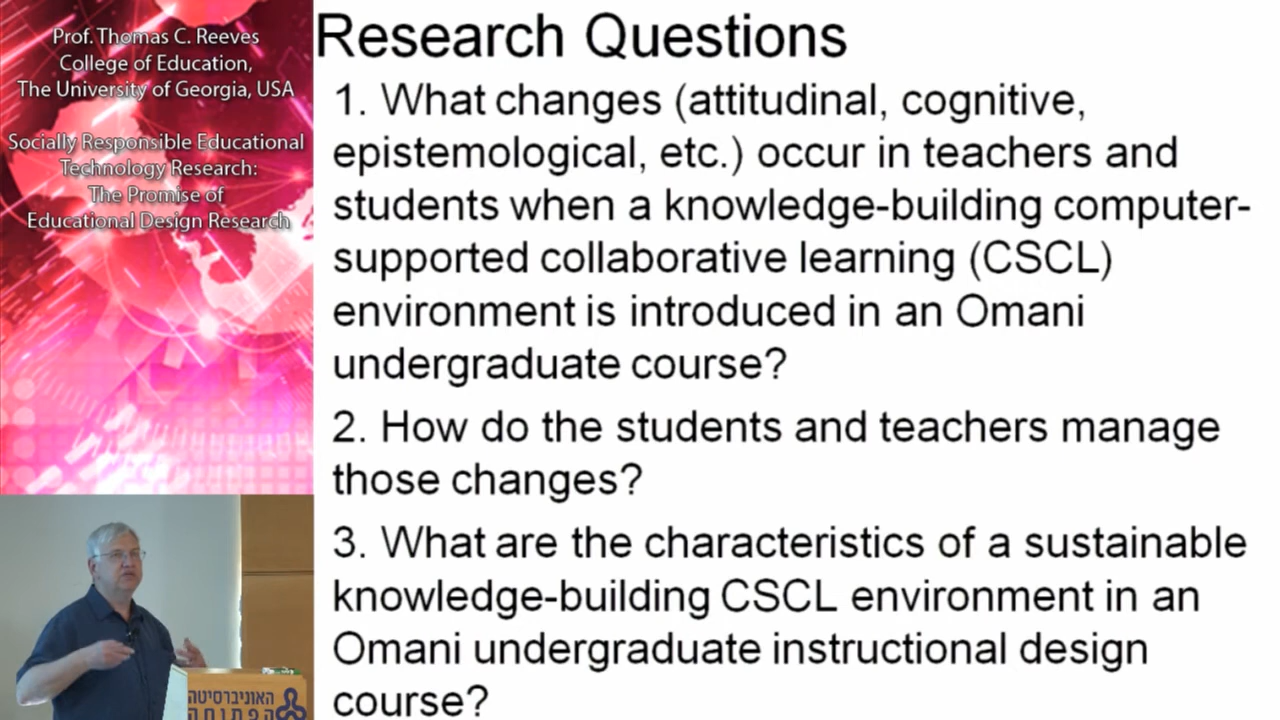 Prof. Thomas C. Reeves
College of Education,
The University of Georgia, USA
Socially Responsible Educational
Technology Research:
The Promise of
Educational Design Research
Research Questions
1. What changes (attitudinal, cognitive,
epistemological, etc.) occur in teachers and
students when a knowledge-building computer-
supported collaborative learning (CSCL)
environment is introduced in an Omani
undergraduate course?
2. How do the students and teachers manage
those changes?
3. What are the characteristics of a sustainable
knowledge-building CSCL environment in an
Omani undergraduate instructional design
course?
האוניברסיטה
הפתוחה